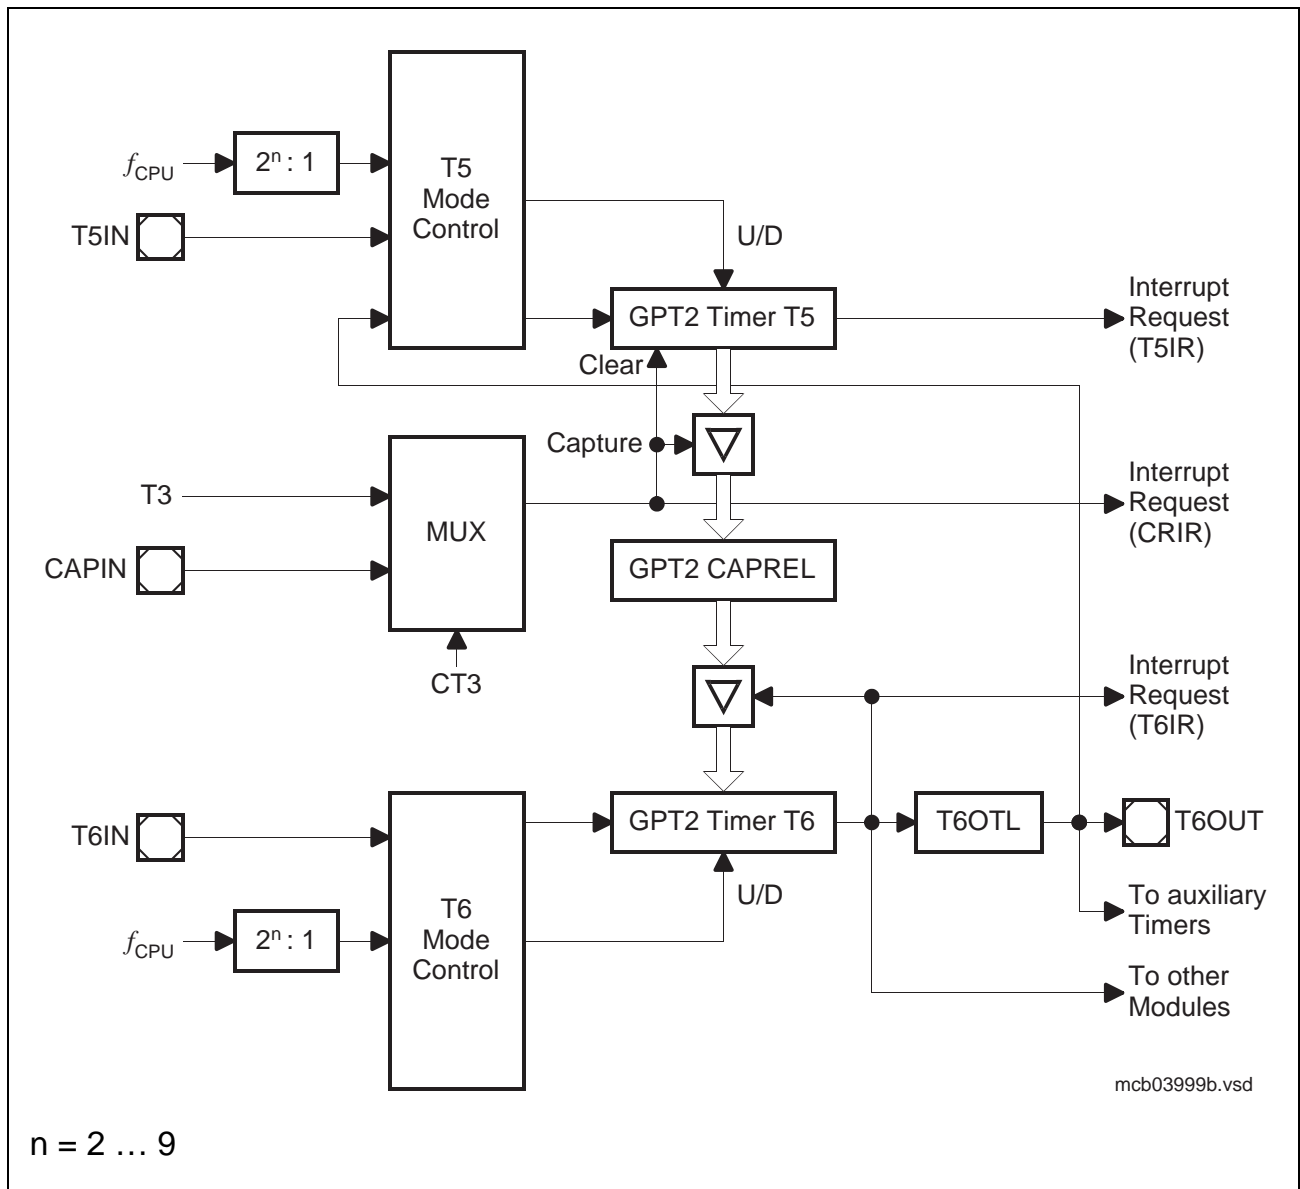 fCPU
2ⁿ : 1
T5IN
T5
Mode
Control
U/D
GPT2 Timer T5
Interrupt
Request
(T5IR)
Clear
Capture
T3
CAPIN
MUX
CT3
Interrupt
Request
(CRIR)
GPT2 CAPREL
Interrupt
Request
(T6IR)
T6IN
fCPU
2ⁿ : 1
T6
Mode
Control
GPT2 Timer T6
U/D
T6OTL
T6OUT
To auxiliary
Timers
To other
Modules
mcb03999b.vsd
n = 2 … 9